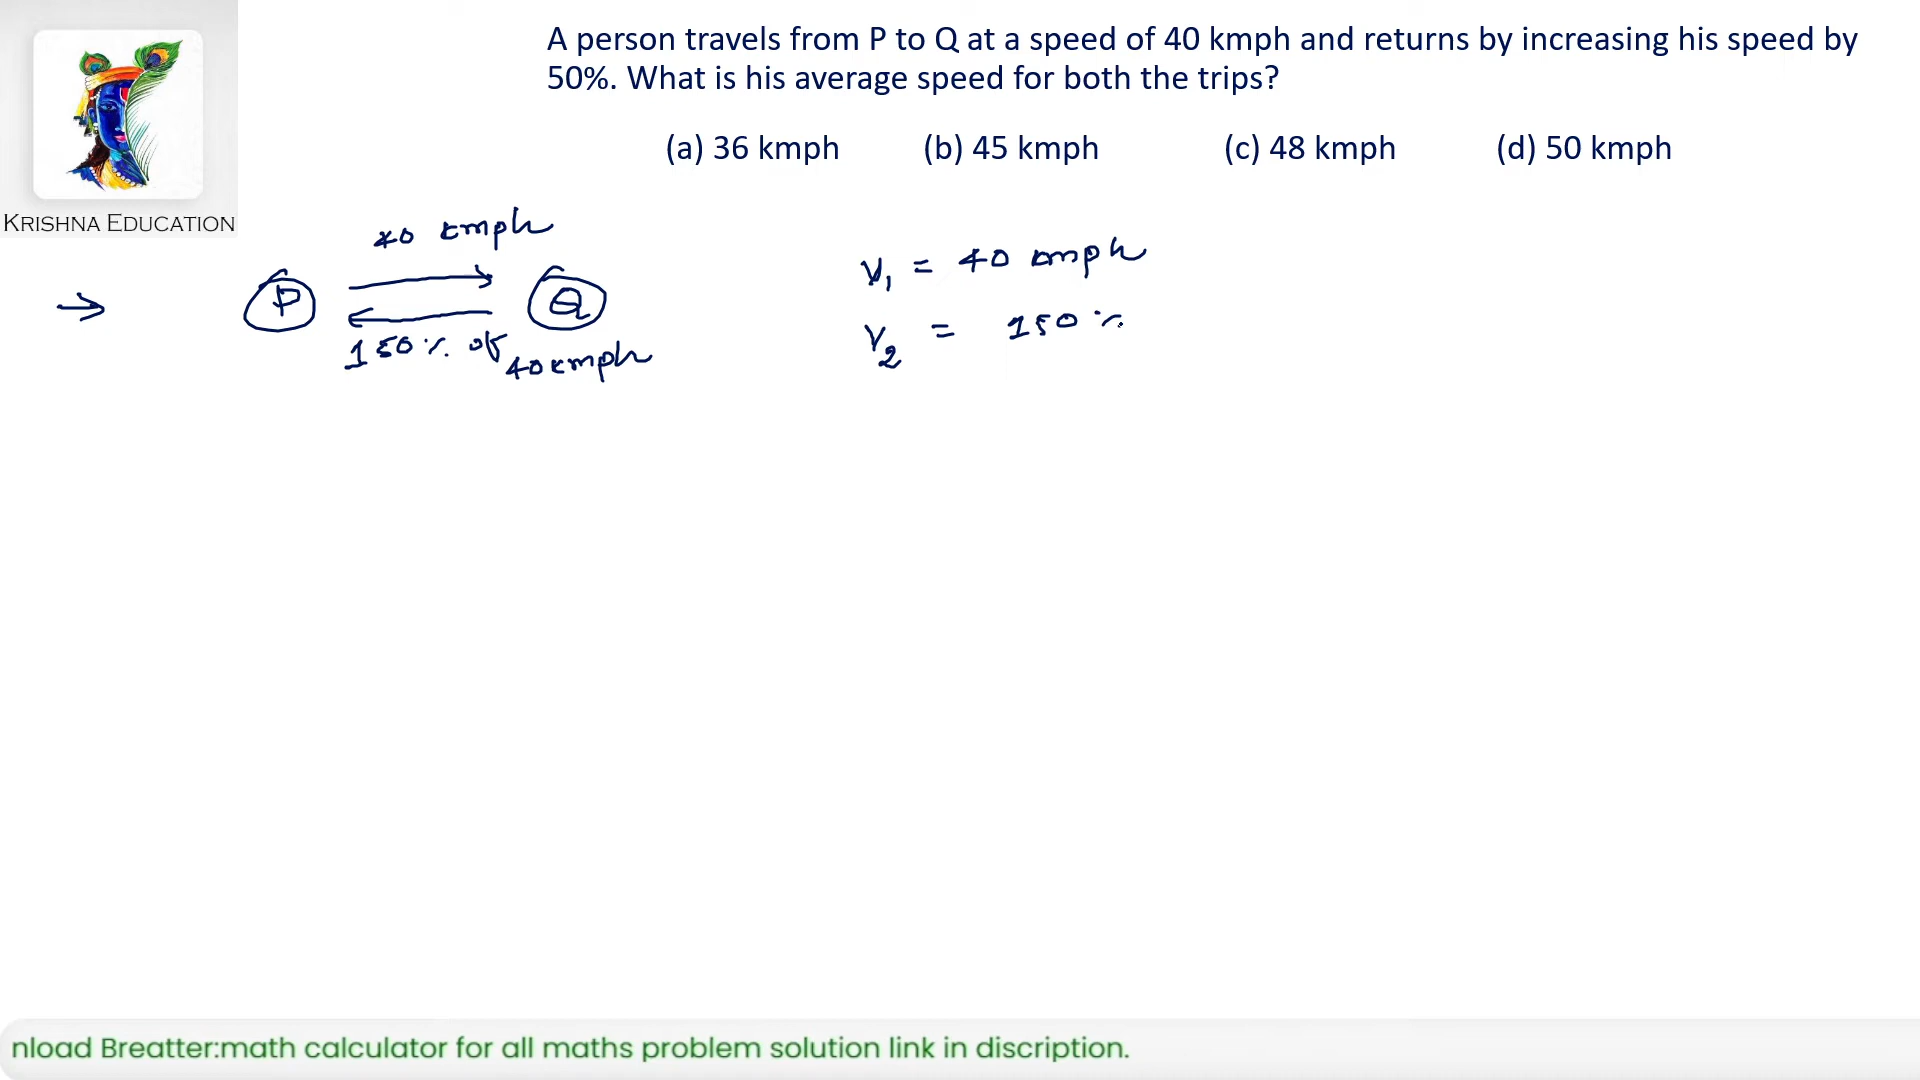 A person travels from P to Q at a speed of 40 kmph and returns by increasing his speed by
50%. What is his average speed for both the trips?
(a) 36 kmph (b) 45 kmph (c) 48 kmph (d) 50 kmph
KRISHNA EDUCATION
40 kmph
→ P Q
150% of
40 kmph
V₁ = 40 kmph
V₂ = 150%
nload Breatter:math calculator for all maths problem solution link in discription.